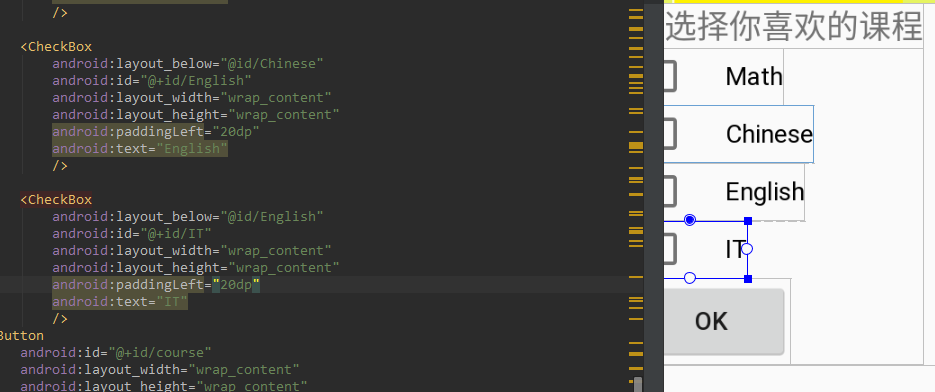 />
<CheckBox
android:layout_below="@id/Chinese"
android:id="@+id/English"
android:layout_width="wrap_content"
android:layout_height="wrap_content"
android:paddingLeft="20dp"
android:text="English"
/>
<CheckBox
android:layout_below="@id/English"
android:id="@+id/IT"
android:layout_width="wrap_content"
android:layout_height="wrap_content"
android:paddingLeft="20dp"
android:text="IT"
/>
Button
android:id="@+id/course"
android:layout_width="wrap_content"
android:layout_height="wrap_content"
选择你喜欢的课程
Math
Chinese
English
IT
OK